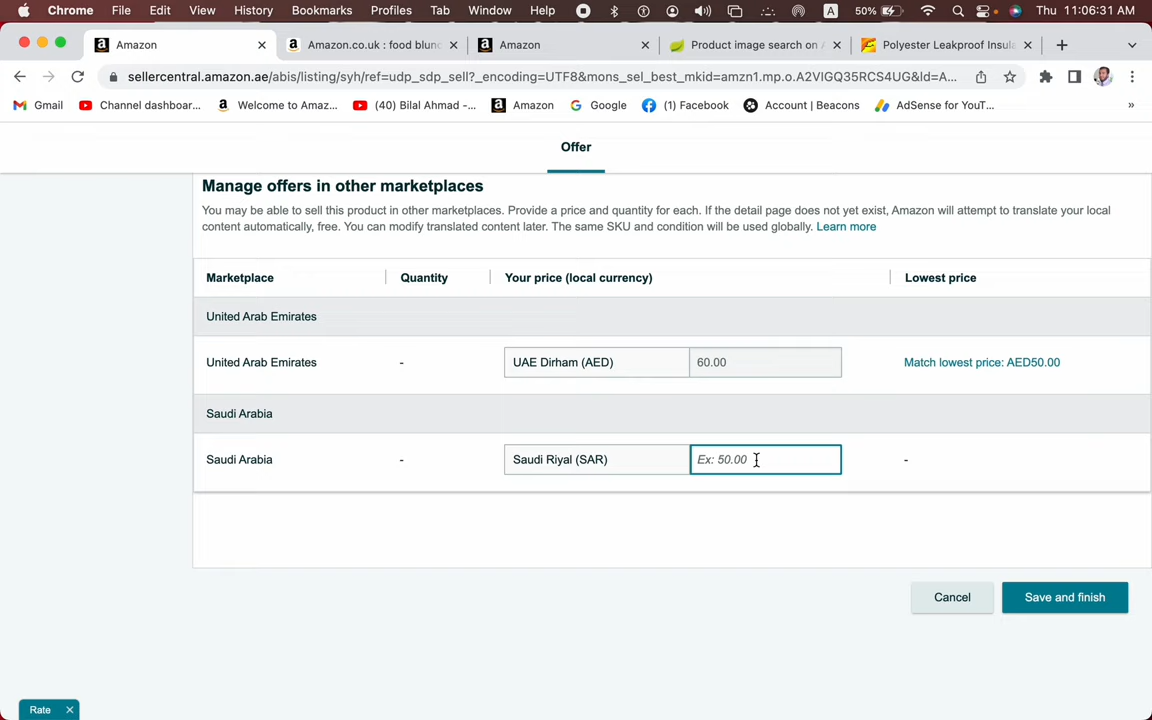 Chrome File Edit View History Bookmarks Profiles Tab Window Help A 50% Thu 11:06:31 AM
Amazon Amazon.co.uk : food blun Amazon Product image search on A Polyester Leakproof Insula
sellercentral.amazon.ae/abis/listing/syh/ref=udp_sdp_sell?_encoding=UTF8&mons_sel_best_mkid=amzn1.mp.o.A2VIGQ35RCS4UG&Id=A...
Gmail Channel dashboar... Welcome to Amaz... (40) Bilal Ahmad -... Amazon Google (1) Facebook Account | Beacons AdSense for YouT... »
Offer
Manage offers in other marketplaces
You may be able to sell this product in other marketplaces. Provide a price and quantity for each. If the detail page does not yet exist, Amazon will attempt to translate your local
content automatically, free. You can modify translated content later. The same SKU and condition will be used globally. Learn more
Marketplace Quantity Your price (local currency) Lowest price
United Arab Emirates
United Arab Emirates - UAE Dirham (AED) 60.00 Match lowest price: AED50.00
Saudi Arabia
Saudi Arabia - Saudi Riyal (SAR) Ex: 50.00 -
Cancel Save and finish
Rate